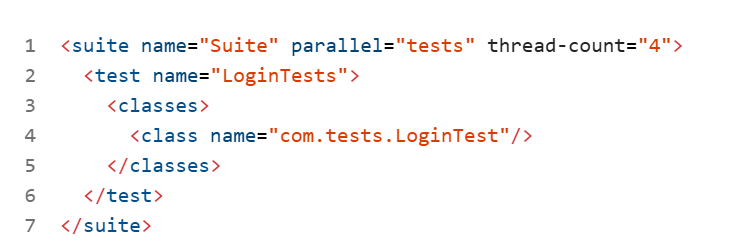 1 <suite name="Suite" parallel="tests" thread-count="4">
2   <test name="LoginTests">
3     <classes>
4       <class name="com.tests.LoginTest"/>
5     </classes>
6   </test>
7 </suite>